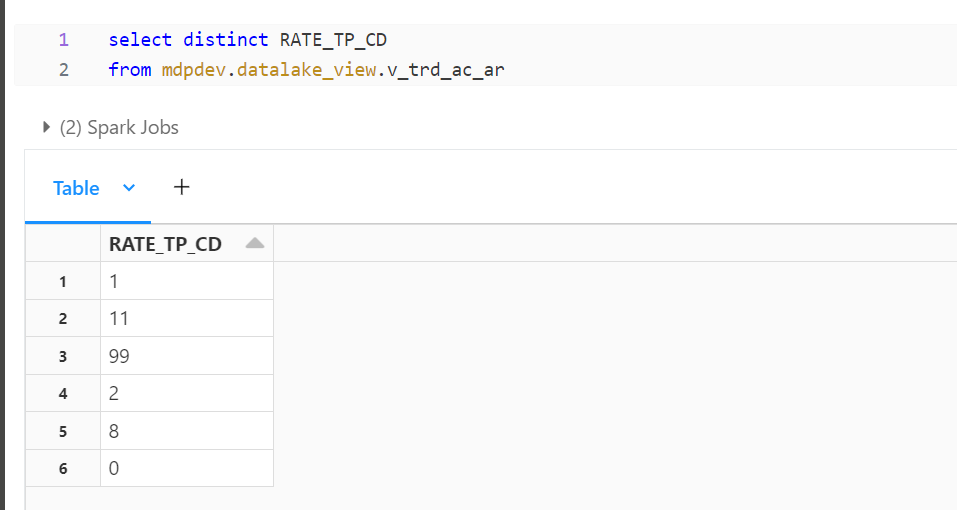 1 select distinct RATE_TP_CD
2 from mdpdev.datalake_view.v_trd_ac_ar
(2) Spark Jobs
Table +
RATE_TP_CD
1 1
2 11
3 99
4 2
5 8
6 0